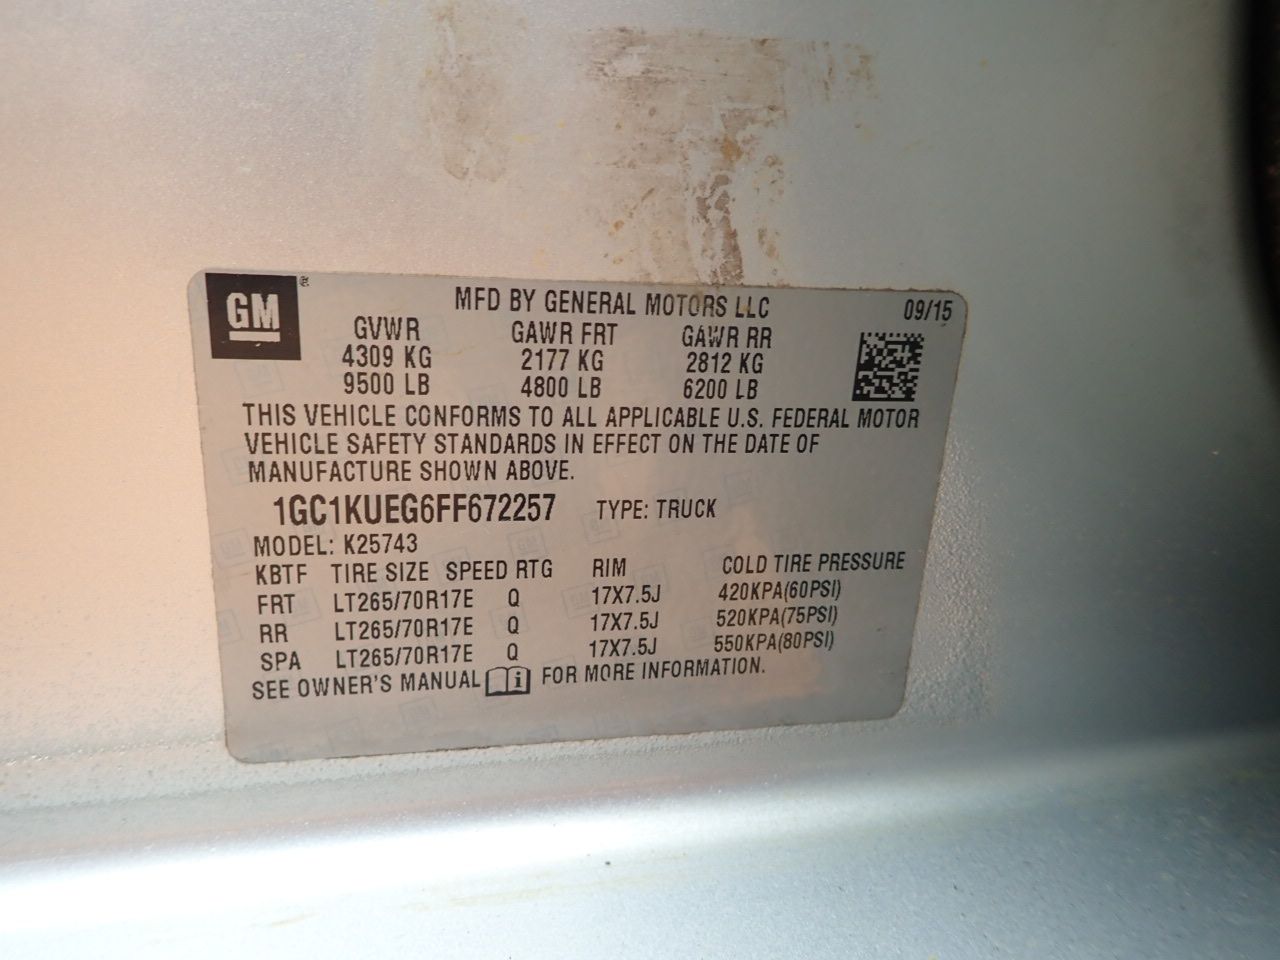 GM®
MFD BY GENERAL MOTORS LLC 09/15
GVWR GAWR FRT GAWR RR
4309 KG 2177 KG 2812 KG
9500 LB 4800 LB 6200 LB
THIS VEHICLE CONFORMS TO ALL APPLICABLE U.S. FEDERAL MOTOR
VEHICLE SAFETY STANDARDS IN EFFECT ON THE DATE OF
MANUFACTURE SHOWN ABOVE.
1GC1KUEG6FF672257 TYPE: TRUCK
MODEL: K25743
KBTF TIRE SIZE SPEED RTG RIM COLD TIRE PRESSURE
FRT LT265/70R17E Q 17X7.5J 420KPA(60PSI)
RR LT265/70R17E Q 17X7.5J 520KPA(75PSI)
SPA LT265/70R17E Q 17X7.5J 550KPA(80PSI)
SEE OWNER'S MANUAL i FOR MORE INFORMATION.